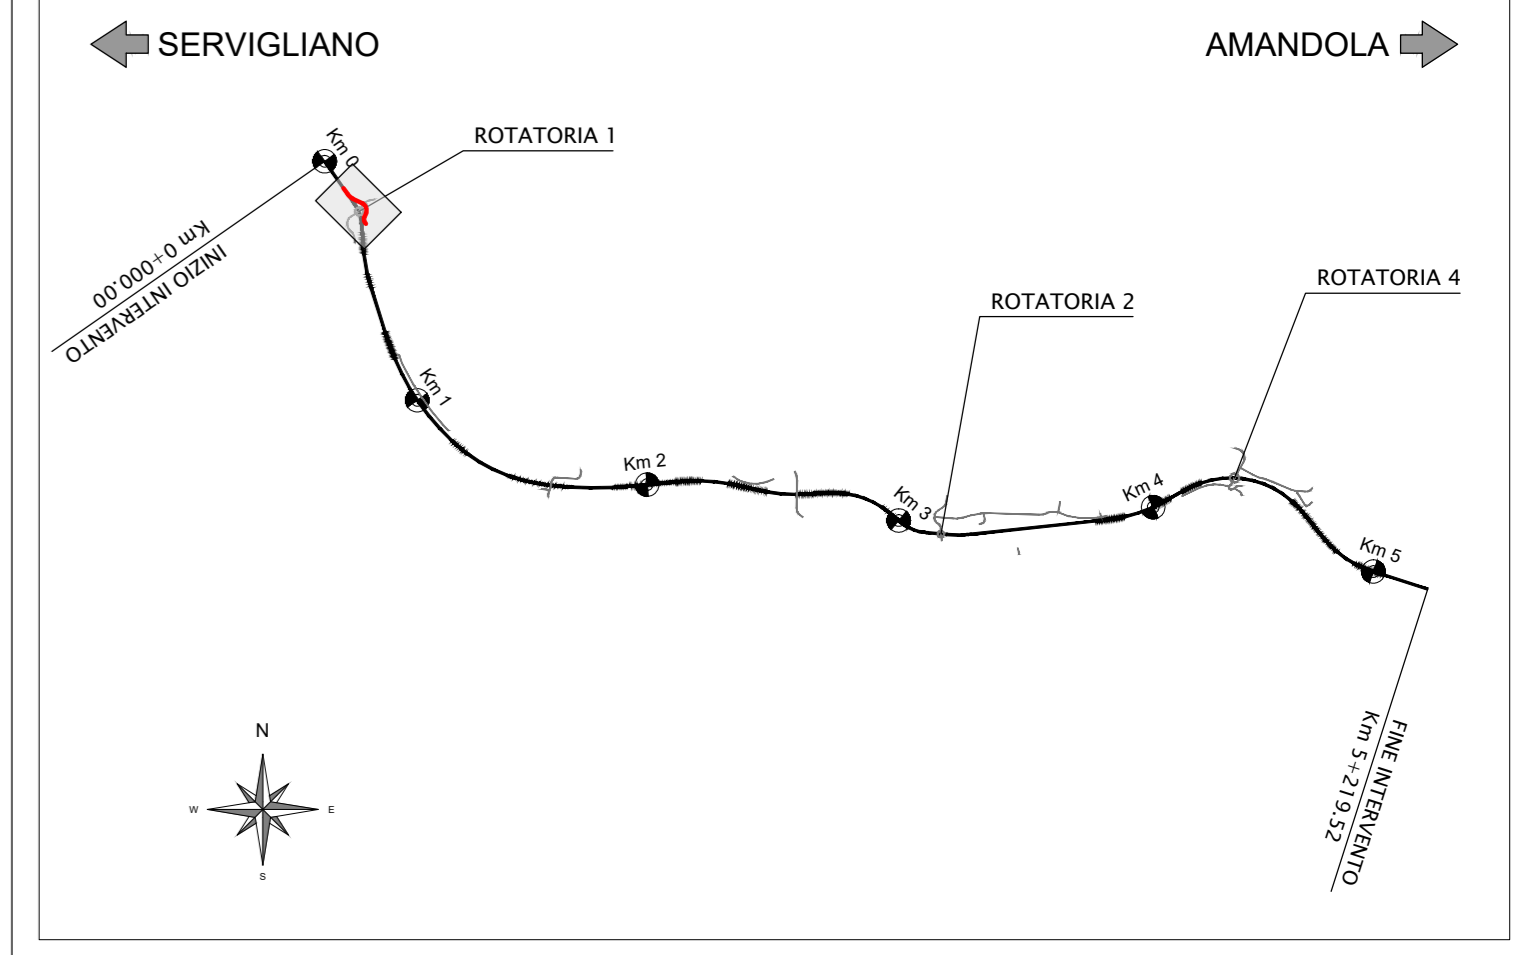 SERVIGLIANO
AMANDOLA
Km 0
ROTATORIA 1
INIZIO INTERVENTO
Km 0+000.00
ROTATORIA 4
ROTATORIA 2
Km 1
Km 2
Km 3
Km 4
Km 5
FINE INTERVENTO
Km 5+219.52
N
W
E
S